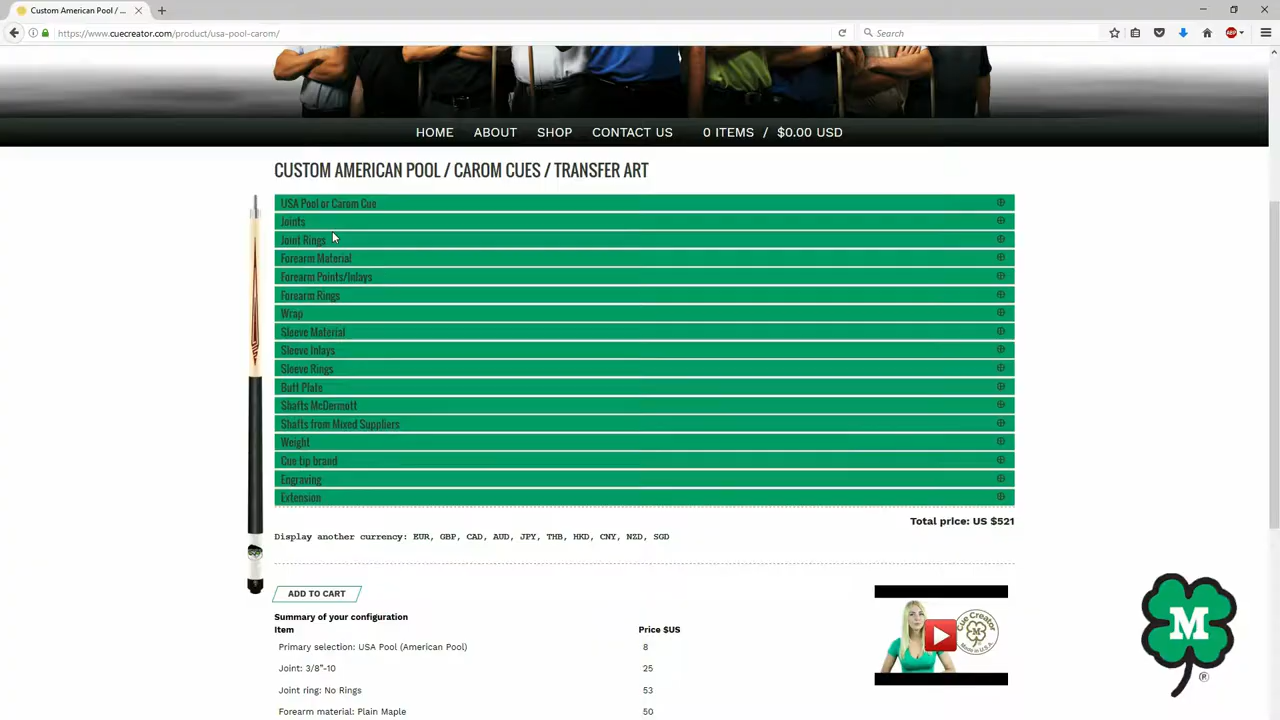 Custom American Pool / ...
https://www.cuecreator.com/product/usa-pool-carom/
Search
ABP
HOME ABOUT SHOP CONTACT US 0 ITEMS / $0.00 USD
CUSTOM AMERICAN POOL / CAROM CUES / TRANSFER ART
USA Pool or Carom Cue
Joints
Joint Rings
Forearm Material
Forearm Points/Inlays
Forearm Rings
Wrap
Sleeve Material
Sleeve Inlays
Sleeve Rings
Butt Plate
Shafts McDermott
Shafts from Mixed Suppliers
Weight
Cue tip brand
Engraving
Extension
Total price: US $521
Display another currency: EUR, GBP, CAD, AUD, JPY, THB, HKD, CNY, NZD, SGD
ADD TO CART
Summary of your configuration
Item Price $US
Primary selection: USA Pool (American Pool) 8
Joint: 3/8"-10 25
Joint ring: No Rings 53
Forearm material: Plain Maple 50
Cue Creator
M
Made in U.S.A.
M
®